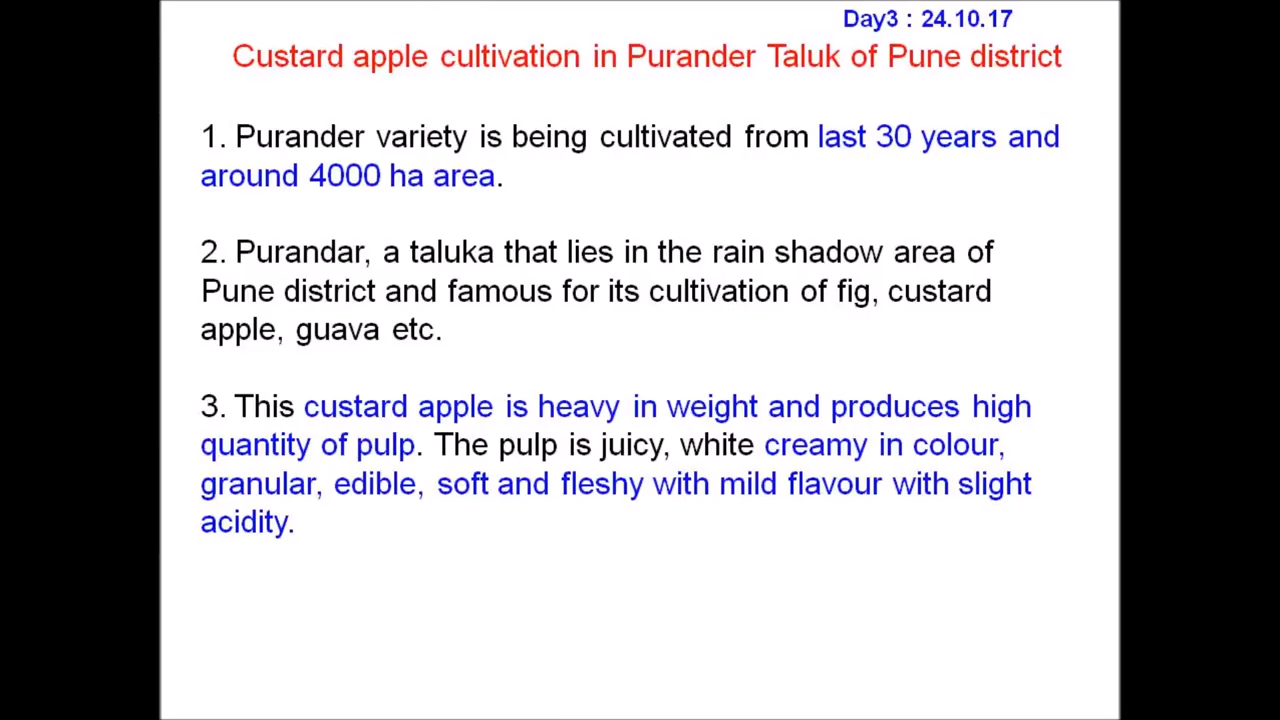 Day3 : 24.10.17
Custard apple cultivation in Purander Taluk of Pune district
1. Purander variety is being cultivated from last 30 years and
around 4000 ha area.
2. Purandar, a taluka that lies in the rain shadow area of
Pune district and famous for its cultivation of fig, custard
apple, guava etc.
3. This custard apple is heavy in weight and produces high
quantity of pulp. The pulp is juicy, white creamy in colour,
granular, edible, soft and fleshy with mild flavour with slight
acidity.